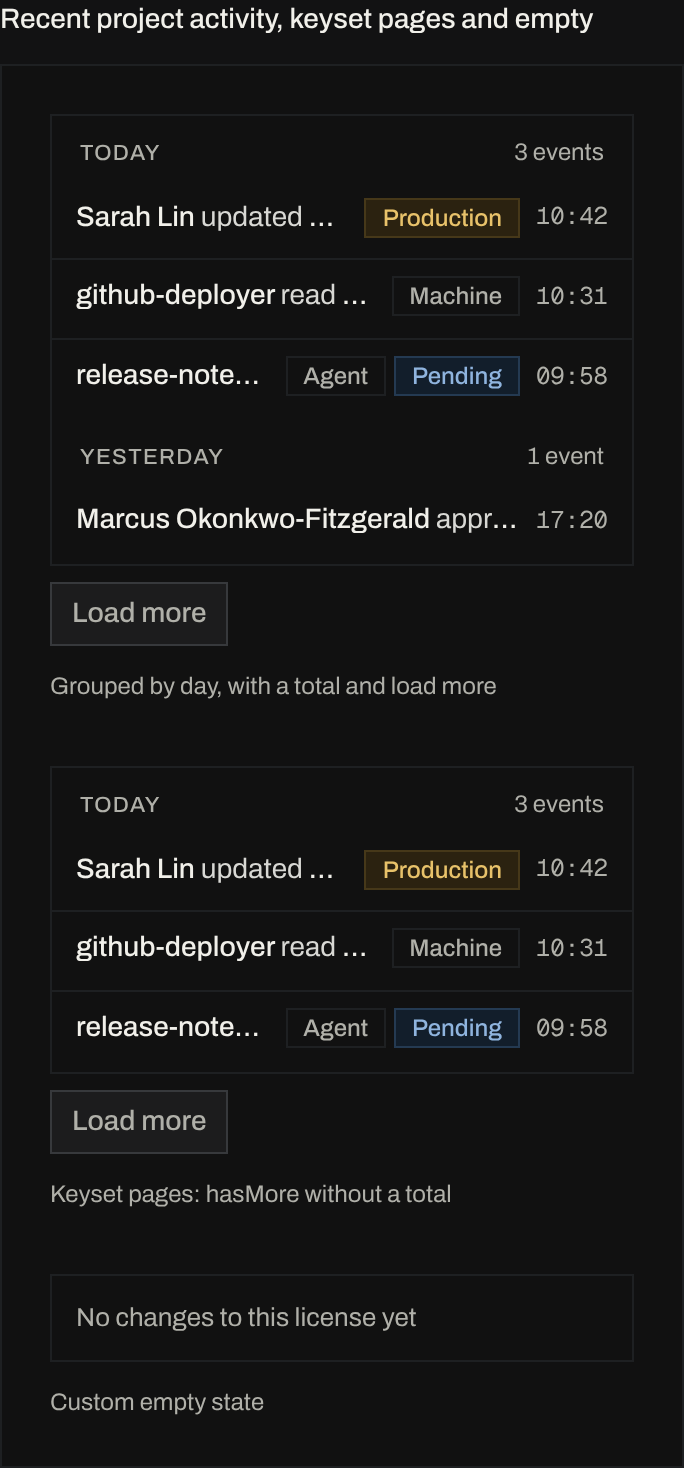 Recent project activity, keyset pages and empty
TODAY 3 events
Sarah Lin updated ... Production 10:42
github-deployer read ... Machine 10:31
release-note... Agent Pending 09:58
YESTERDAY 1 event
Marcus Okonkwo-Fitzgerald appr... 17:20
Load more
Grouped by day, with a total and load more
TODAY 3 events
Sarah Lin updated ... Production 10:42
github-deployer read ... Machine 10:31
release-note... Agent Pending 09:58
Load more
Keyset pages: hasMore without a total
No changes to this license yet
Custom empty state